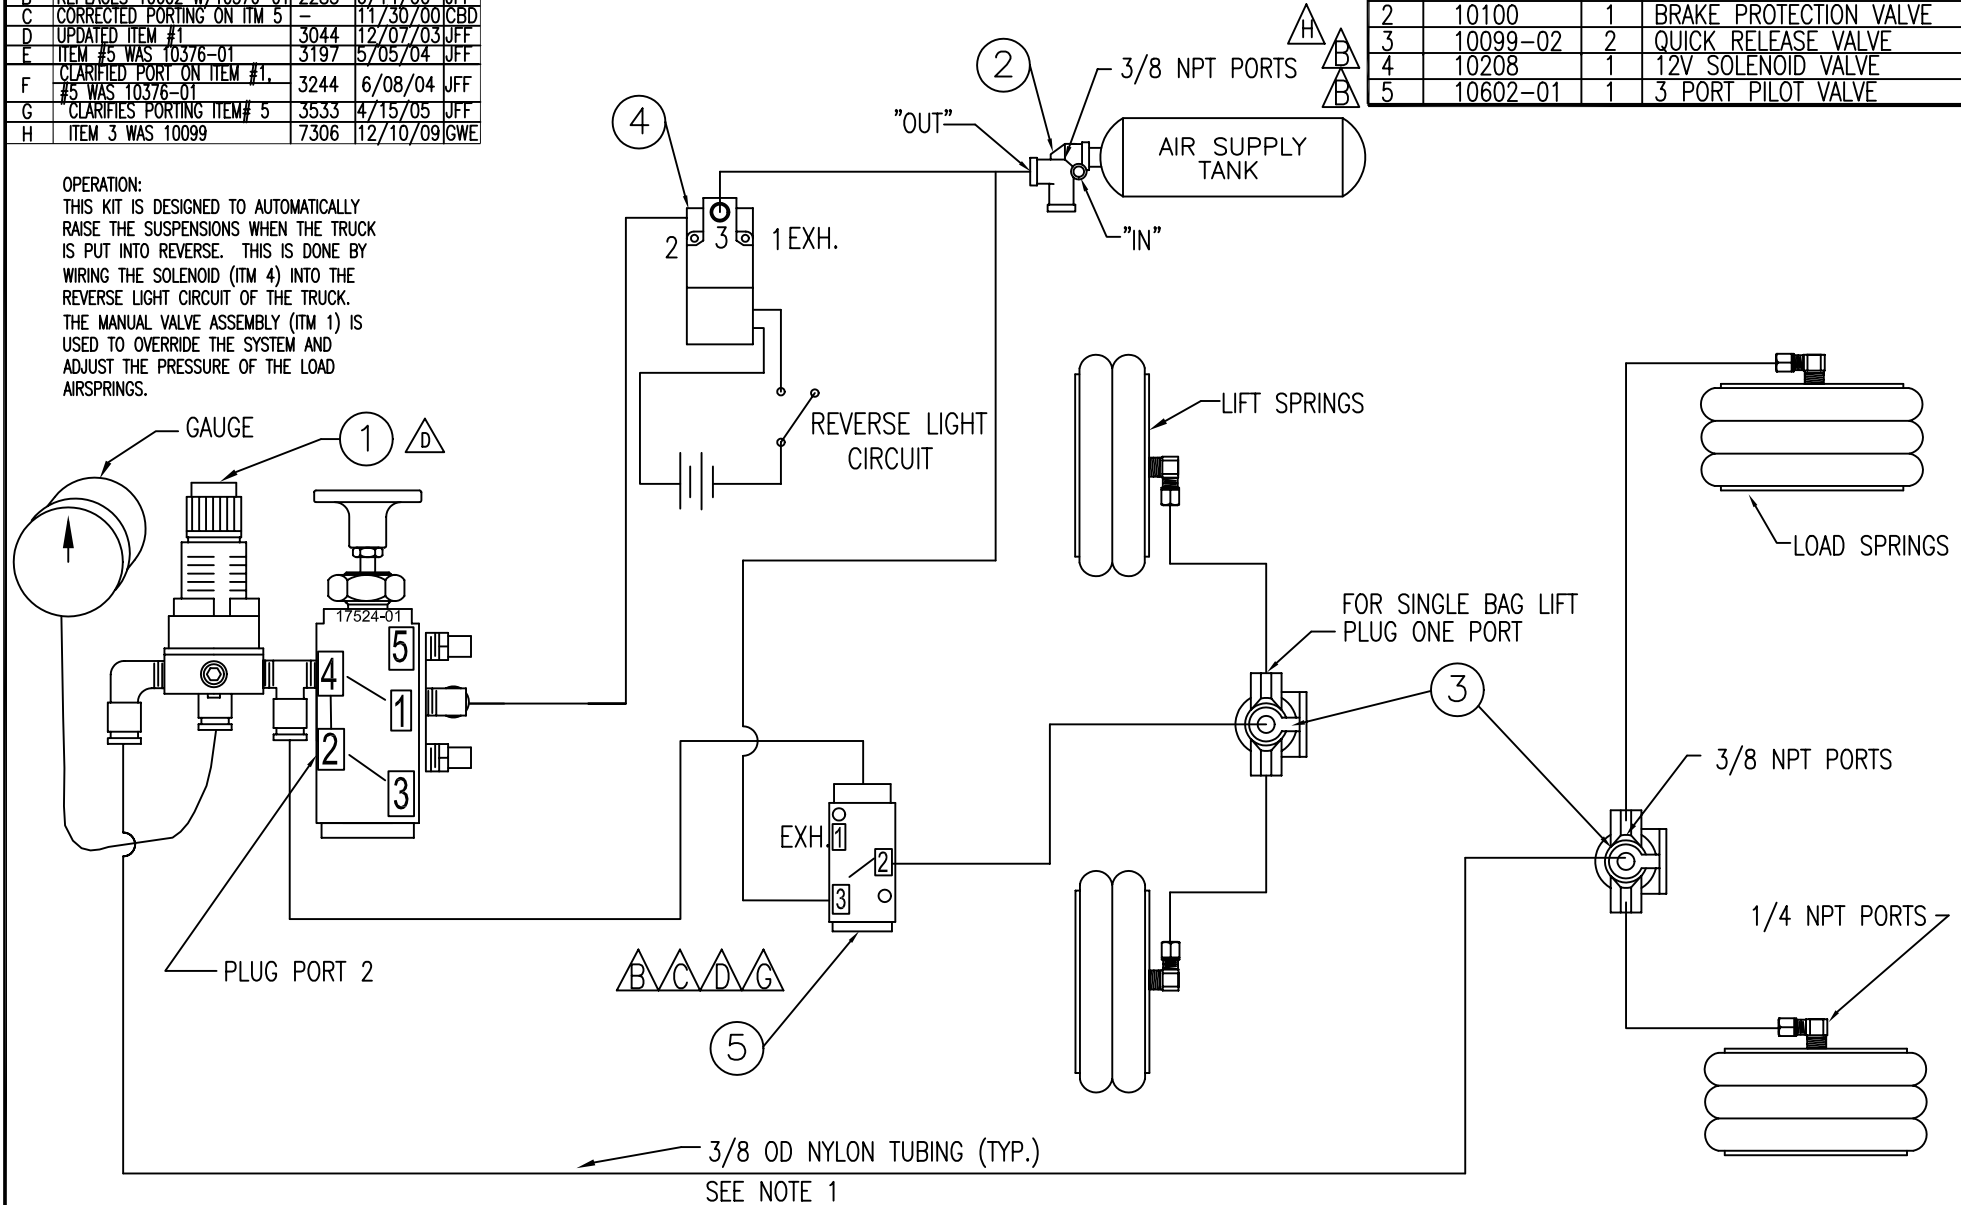 C CORRECTED PORTING ON ITM 5 – 11/30/00 CBD
D UPDATED ITEM #1 3044 12/07/03 JFF
E ITEM #5 WAS 10376-01 3197 5/05/04 JFF
F CLARIFIED PORT ON ITEM #1, #5 WAS 10376-01 3244 6/08/04 JFF
G CLARIFIES PORTING ITEM# 5 3533 4/15/05 JFF
H ITEM 3 WAS 10099 7306 12/10/09 GWE
2 10100 1 BRAKE PROTECTION VALVE
H
3 10099-02 2 QUICK RELEASE VALVE
B
4 10208 1 12V SOLENOID VALVE
B
5 10602-01 1 3 PORT PILOT VALVE
OPERATION:
THIS KIT IS DESIGNED TO AUTOMATICALLY
RAISE THE SUSPENSIONS WHEN THE TRUCK
IS PUT INTO REVERSE. THIS IS DONE BY
WIRING THE SOLENOID (ITM 4) INTO THE
REVERSE LIGHT CIRCUIT OF THE TRUCK.
THE MANUAL VALVE ASSEMBLY (ITM 1) IS
USED TO OVERRIDE THE SYSTEM AND
ADJUST THE PRESSURE OF THE LOAD
AIRSPRINGS.
4
2
3/8 NPT PORTS
"OUT"
AIR SUPPLY
TANK
"IN"
2
3
1 EXH.
REVERSE LIGHT
CIRCUIT
LIFT SPRINGS
LOAD SPRINGS
GAUGE
1
D
17524-01
5
4
1
2
3
FOR SINGLE BAG LIFT
PLUG ONE PORT
3
3/8 NPT PORTS
1/4 NPT PORTS
EXH.
1
2
3
PLUG PORT 2
B C D G
5
3/8 OD NYLON TUBING (TYP.)
SEE NOTE 1